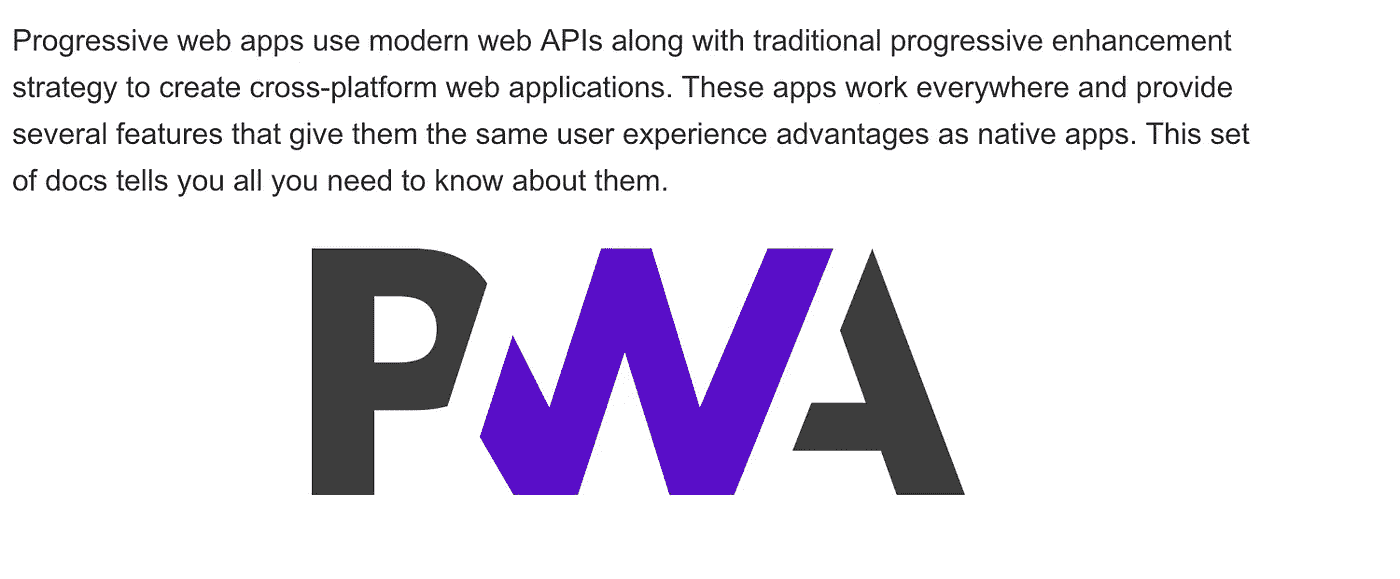 Progressive web apps use modern web APIs along with traditional progressive enhancement
strategy to create cross-platform web applications. These apps work everywhere and provide
several features that give them the same user experience advantages as native apps. This set
of docs tells you all you need to know about them.
PWA